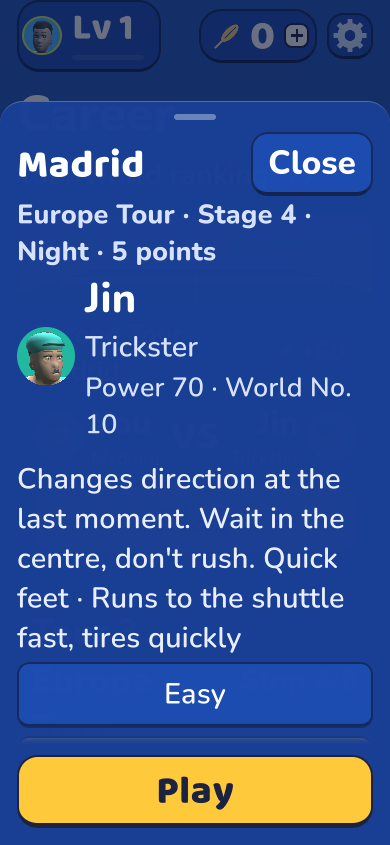 Lv 1
0
Career
Madrid
Close
Europe Tour · Stage 4 ·
Night · 5 points
Jin
Trickster
Power 70 · World No.
10
Changes direction at the
last moment. Wait in the
centre, don't rush. Quick
feet · Runs to the shuttle
fast, tires quickly
Easy
Play